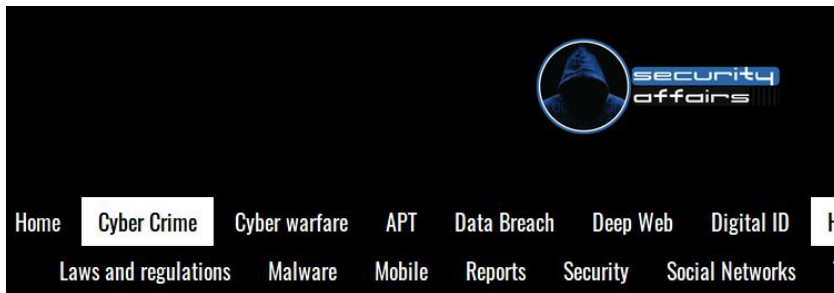 security
affairs
Home Cyber Crime Cyber warfare APT Data Breach Deep Web Digital ID
Laws and regulations Malware Mobile Reports Security Social Networks